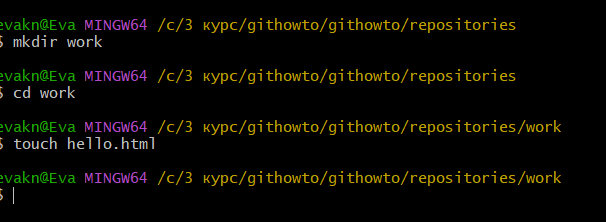 evakn@Eva MINGW64 /c/3 курс/githowto/githowto/repositories
$ mkdir work
evakn@Eva MINGW64 /c/3 курс/githowto/githowto/repositories
$ cd work
evakn@Eva MINGW64 /c/3 курс/githowto/githowto/repositories/work
$ touch hello.html
evakn@Eva MINGW64 /c/3 курс/githowto/githowto/repositories/work
$